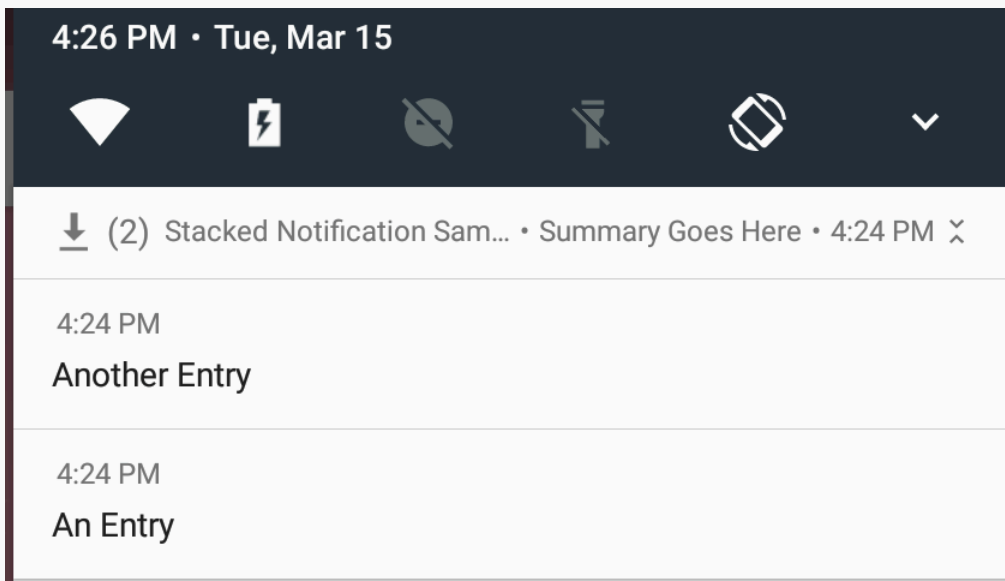 4:26 PM • Tue, Mar 15
(2) Stacked Notification Sam... • Summary Goes Here • 4:24 PM
4:24 PM
Another Entry
4:24 PM
An Entry